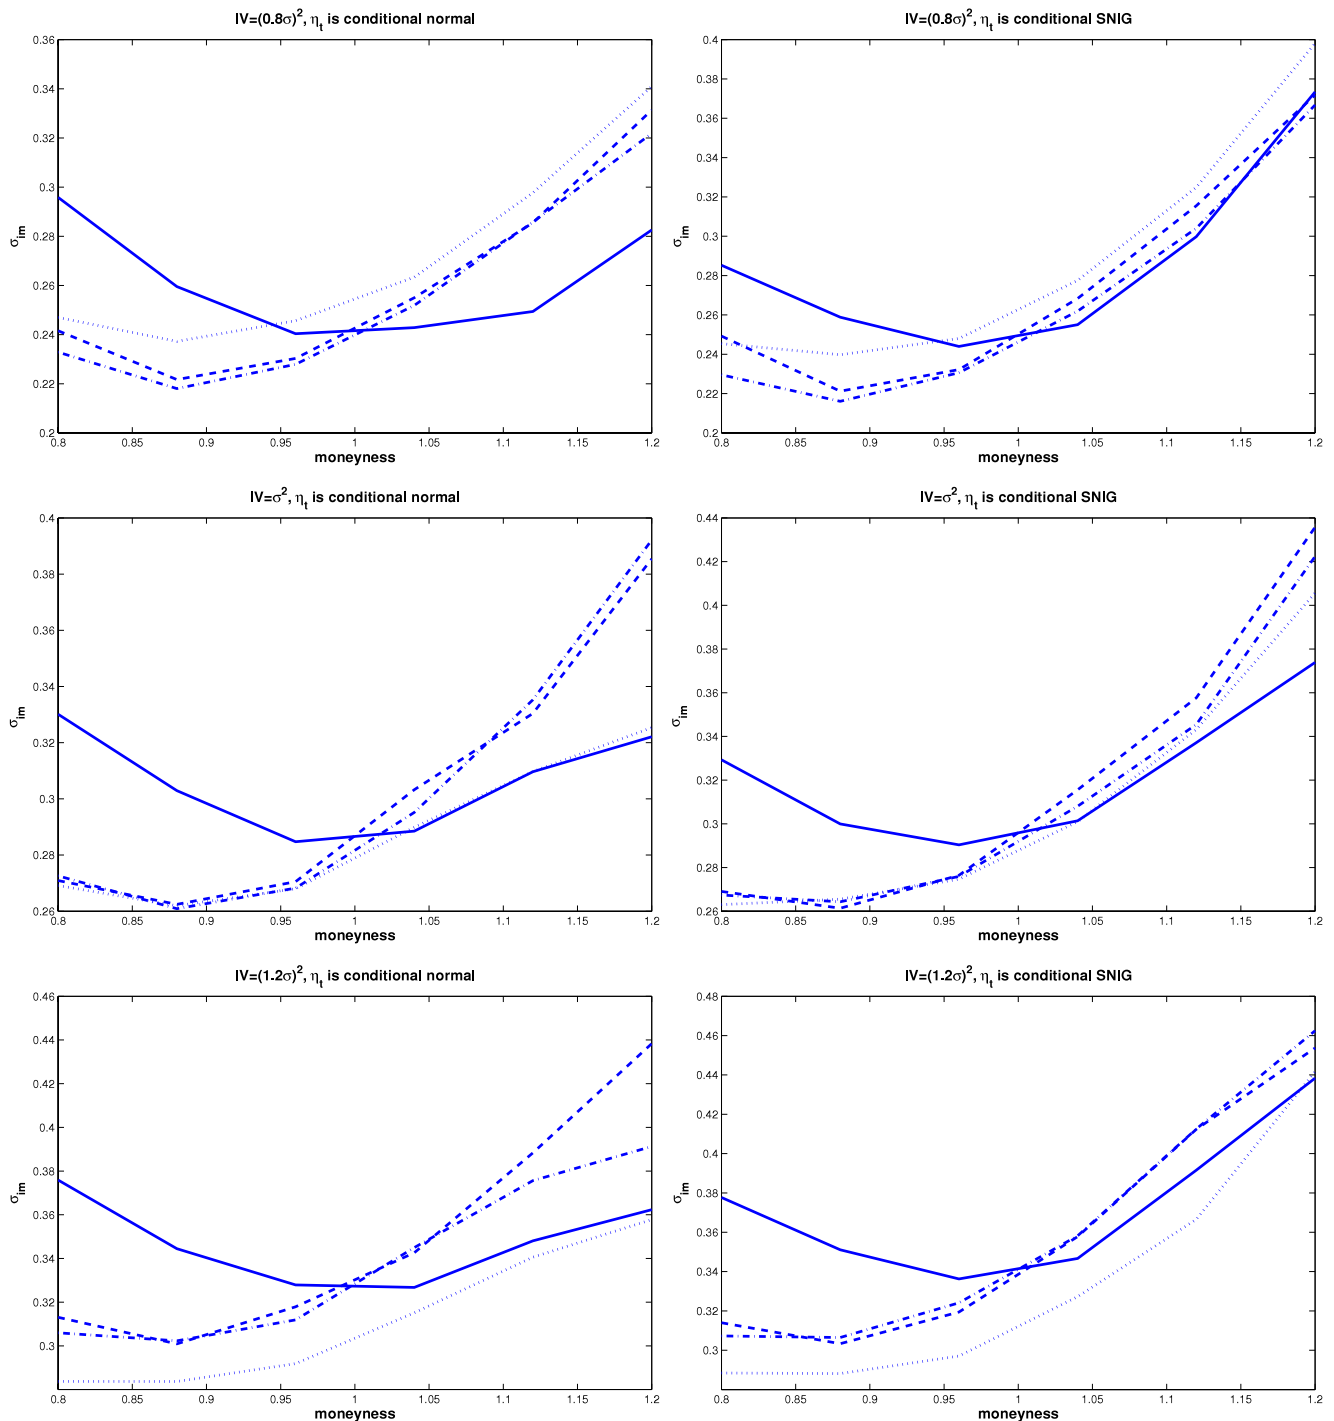 IV=(0.8σ)², ηₜ is conditional normal
0.36
0.34
0.32
0.3
0.28
0.26
0.24
0.22
0.2
σᵢₘ
0.8 0.85 0.9 0.95 1 1.05 1.1 1.15 1.2
moneyness
IV=(0.8σ)², ηₜ is conditional SNIG
0.4
0.38
0.36
0.34
0.32
0.3
0.28
0.26
0.24
0.22
0.2
σᵢₘ
0.8 0.85 0.9 0.95 1 1.05 1.1 1.15 1.2
moneyness
IV=σ², ηₜ is conditional normal
0.4
0.38
0.36
0.34
0.32
0.3
0.28
0.26
σᵢₘ
0.8 0.85 0.9 0.95 1 1.05 1.1 1.15 1.2
moneyness
IV=σ², ηₜ is conditional SNIG
0.44
0.42
0.4
0.38
0.36
0.34
0.32
0.3
0.28
0.26
σᵢₘ
0.8 0.85 0.9 0.95 1 1.05 1.1 1.15 1.2
moneyness
IV=(1.2σ)², ηₜ is conditional normal
0.46
0.44
0.42
0.4
0.38
0.36
0.34
0.32
0.3
σᵢₘ
0.8 0.85 0.9 0.95 1 1.05 1.1 1.15 1.2
moneyness
IV=(1.2σ)², ηₜ is conditional SNIG
0.48
0.46
0.44
0.42
0.4
0.38
0.36
0.34
0.32
0.3
σᵢₘ
0.8 0.85 0.9 0.95 1 1.05 1.1 1.15 1.2
moneyness